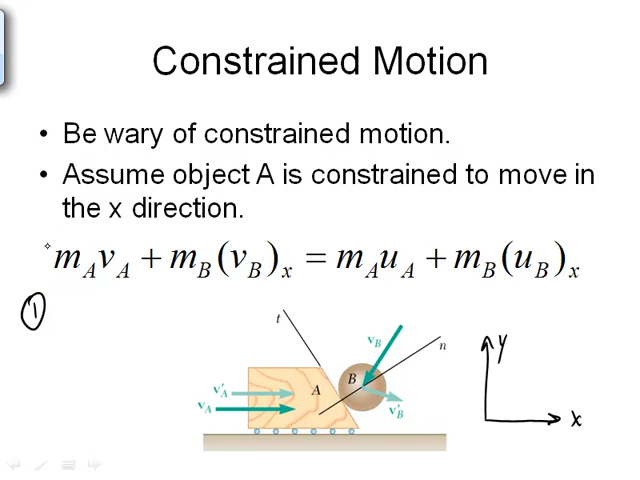 Constrained Motion
• Be wary of constrained motion.
• Assume object A is constrained to move in
the x direction.
m_A v_A + m_B (v_B)_x = m_A u_A + m_B (u_B)_x
①
t
v_B
n
y
B
A
v′_A
v_A
v′_B
x